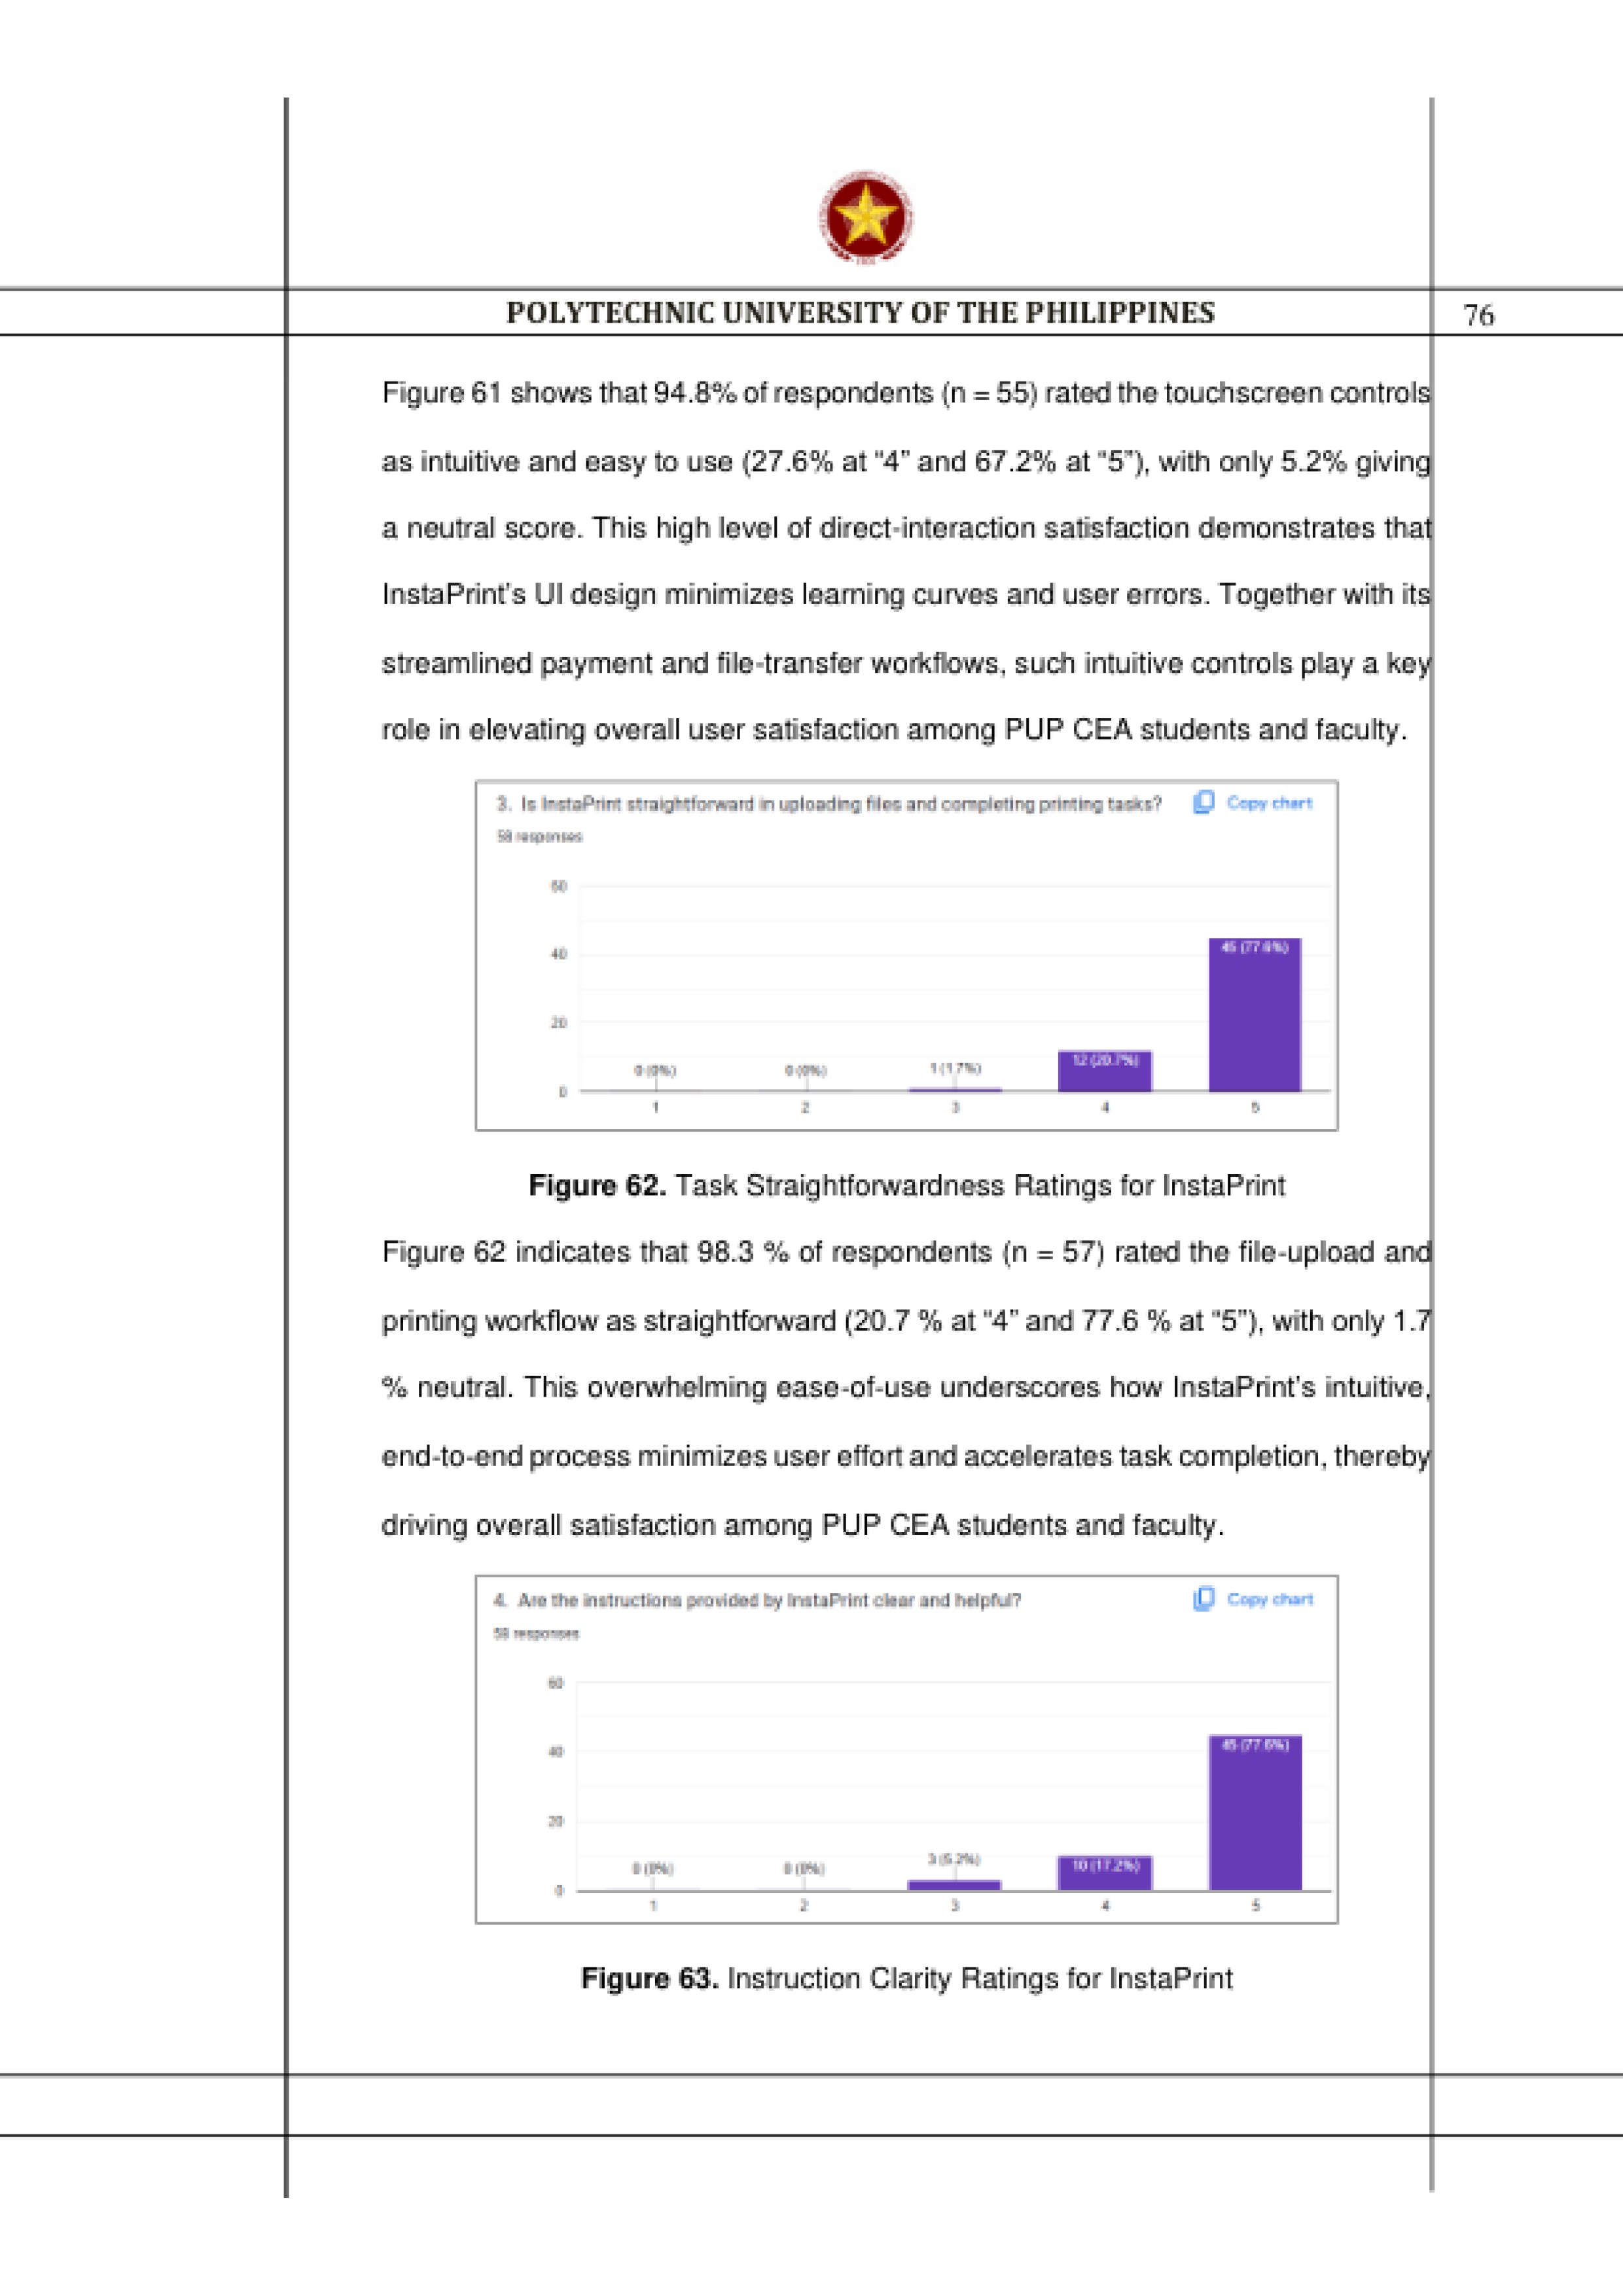 POLYTECHNIC UNIVERSITY OF THE PHILIPPINES
76
Figure 61 shows that 94.8% of respondents (n = 55) rated the touchscreen controls
as intuitive and easy to use (27.6% at “4” and 67.2% at “5”), with only 5.2% giving
a neutral score. This high level of direct-interaction satisfaction demonstrates that
InstaPrint’s UI design minimizes learning curves and user errors. Together with its
streamlined payment and file-transfer workflows, such intuitive controls play a key
role in elevating overall user satisfaction among PUP CEA students and faculty.
3. Is InstaPrint straightforward in uploading files and completing printing tasks?
Copy chart
58 responses
60
40
20
0
0 (0%)
0 (0%)
1 (1.7%)
12 (20.7%)
45 (77.6%)
1
2
3
4
5
Figure 62. Task Straightforwardness Ratings for InstaPrint
Figure 62 indicates that 98.3 % of respondents (n = 57) rated the file-upload and
printing workflow as straightforward (20.7 % at “4” and 77.6 % at “5”), with only 1.7
% neutral. This overwhelming ease-of-use underscores how InstaPrint’s intuitive,
end-to-end process minimizes user effort and accelerates task completion, thereby
driving overall satisfaction among PUP CEA students and faculty.
4. Are the instructions provided by InstaPrint clear and helpful?
Copy chart
58 responses
60
40
20
0
0 (0%)
0 (0%)
3 (5.2%)
10 (17.2%)
45 (77.6%)
1
2
3
4
5
Figure 63. Instruction Clarity Ratings for InstaPrint